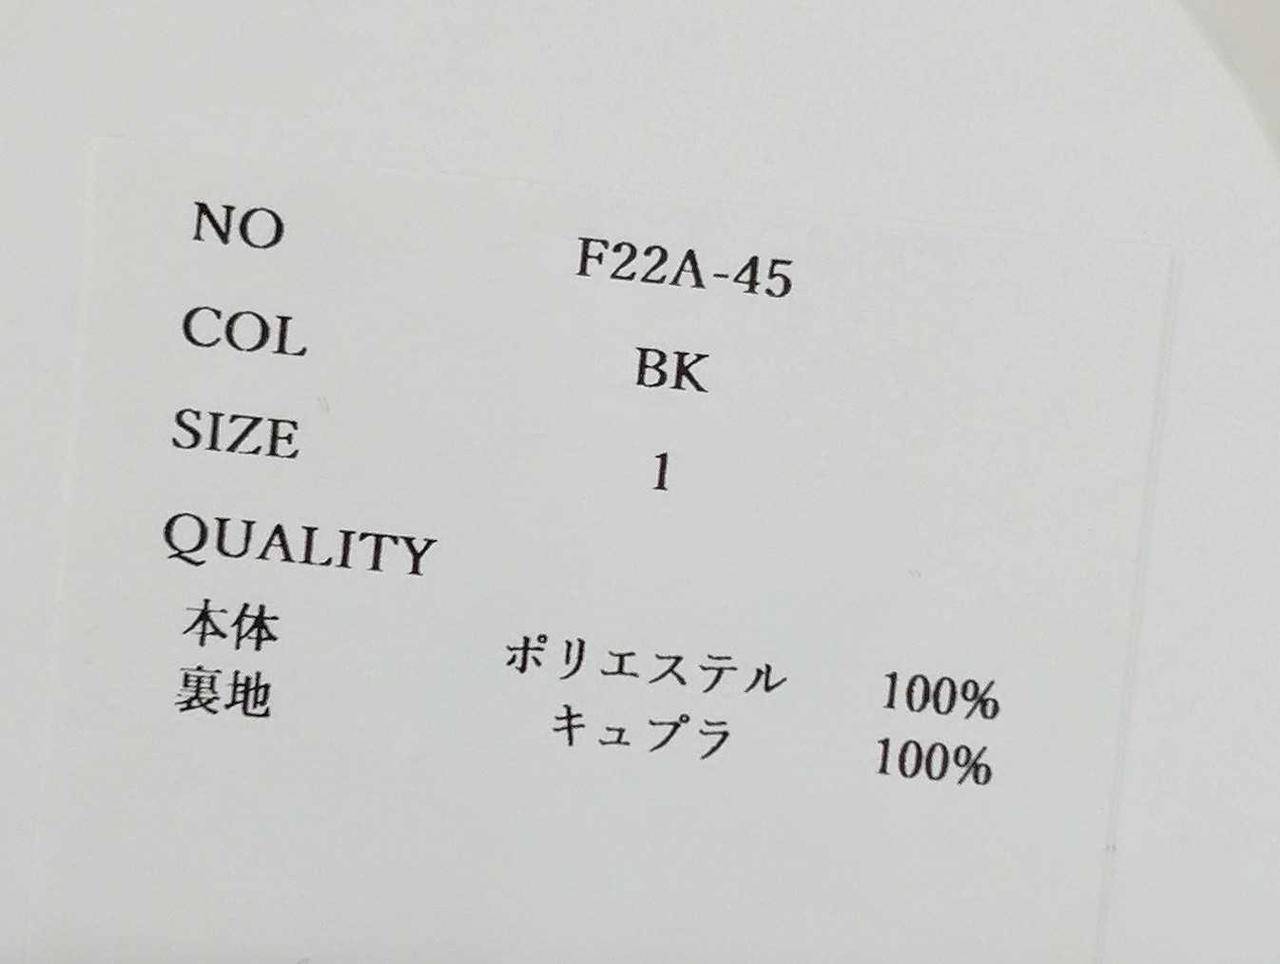 NO F22A-45
COL BK
SIZE 1
QUALITY
本体 ポリエステル 100%
裏地 キュプラ 100%